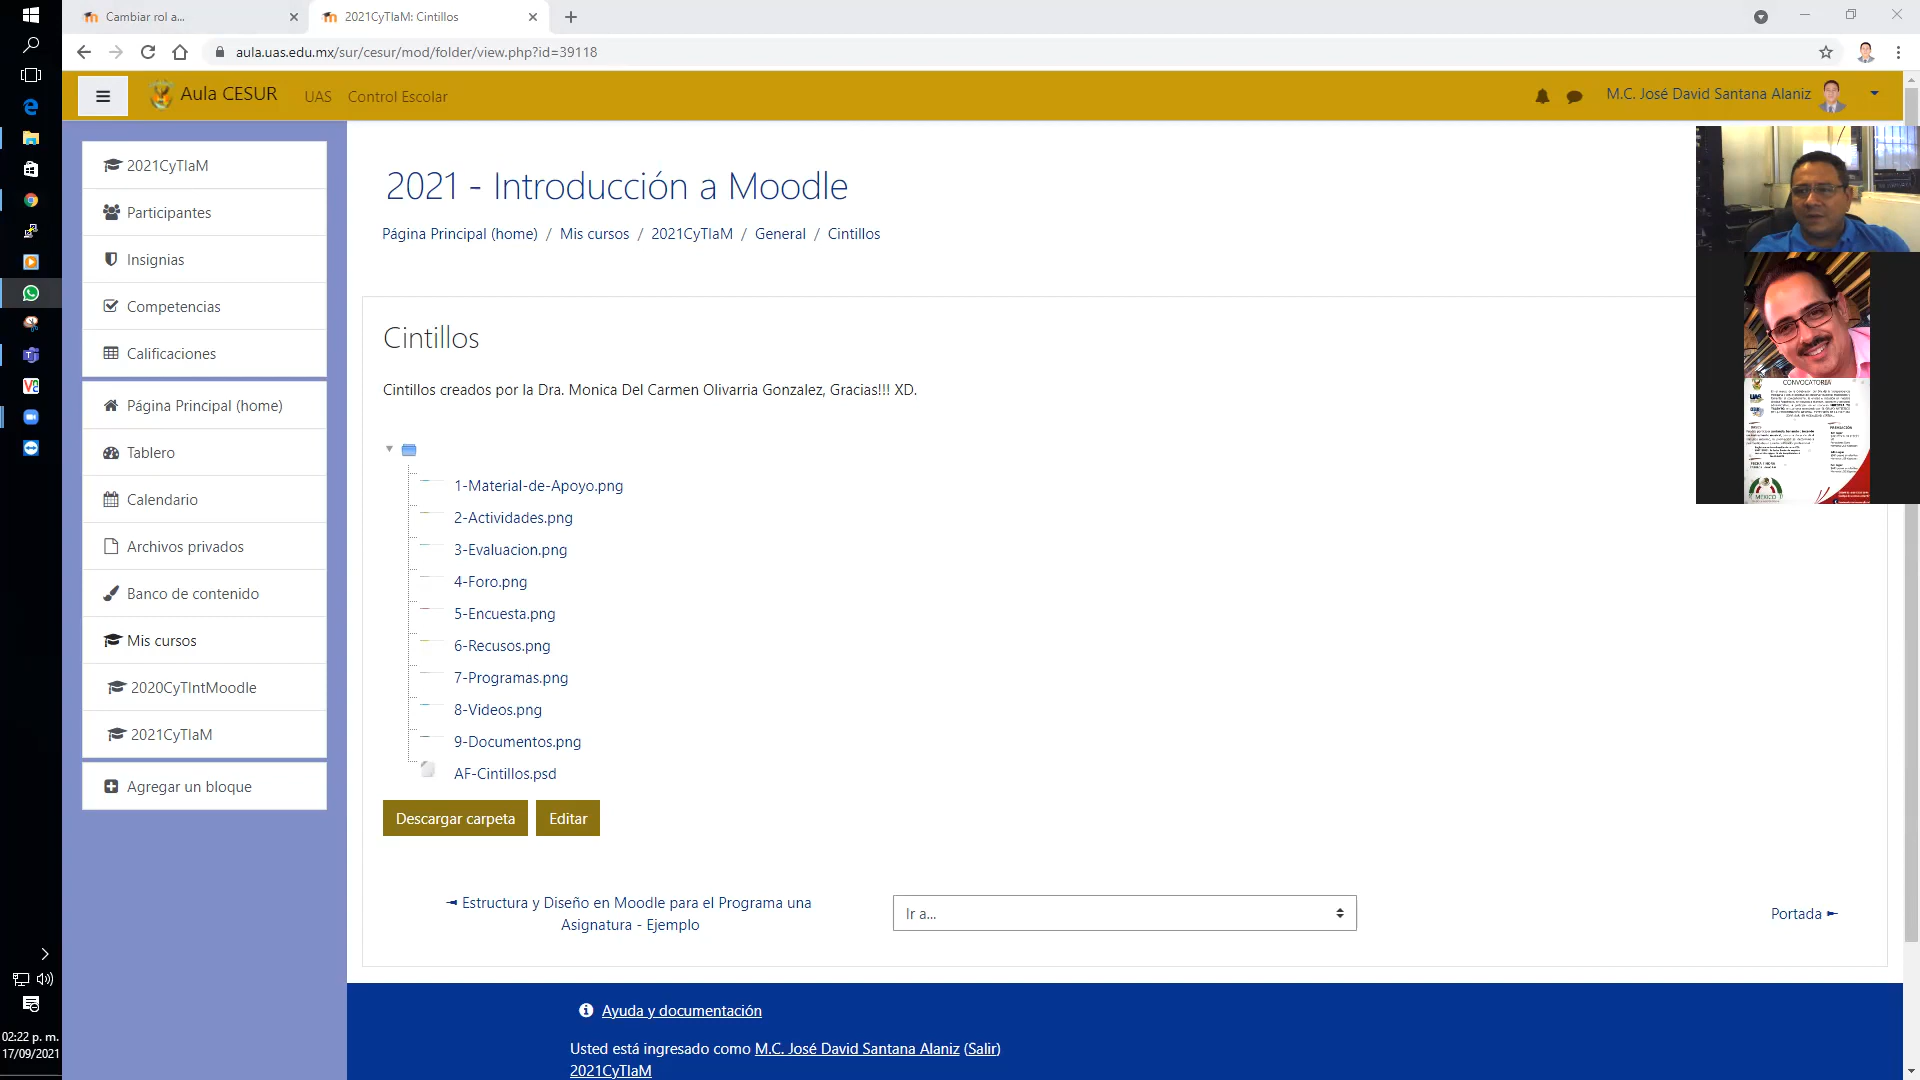 Cambiar rol a...
2021CyTIaM: Cintillos
aula.uas.edu.mx/sur/cesur/mod/folder/view.php?id=39118
Aula CESUR
UAS
Control Escolar
M.C. José David Santana Alaniz
2021CyTIaM
Participantes
Insignias
Competencias
Calificaciones
Página Principal (home)
Tablero
Calendario
Archivos privados
Banco de contenido
Mis cursos
2020CyTIntMoodle
2021CyTIaM
Agregar un bloque
2021 - Introducción a Moodle
Página Principal (home) / Mis cursos / 2021CyTIaM / General / Cintillos
Cintillos
Cintillos creados por la Dra. Monica Del Carmen Olivarria Gonzalez, Gracias!!! XD.
1-Material-de-Apoyo.png
2-Actividades.png
3-Evaluacion.png
4-Foro.png
5-Encuesta.png
6-Recusos.png
7-Programas.png
8-Videos.png
9-Documentos.png
AF-Cintillos.psd
Descargar carpeta
Editar
◄ Estructura y Diseño en Moodle para el Programa una
Asignatura - Ejemplo
Ir a...
Portada ►
Ayuda y documentación
Usted está ingresado como M.C. José David Santana Alaniz (Salir)
2021CyTIaM
CONVOCATORIA
UAS
MEXICO
02:22 p. m.
17/09/2021